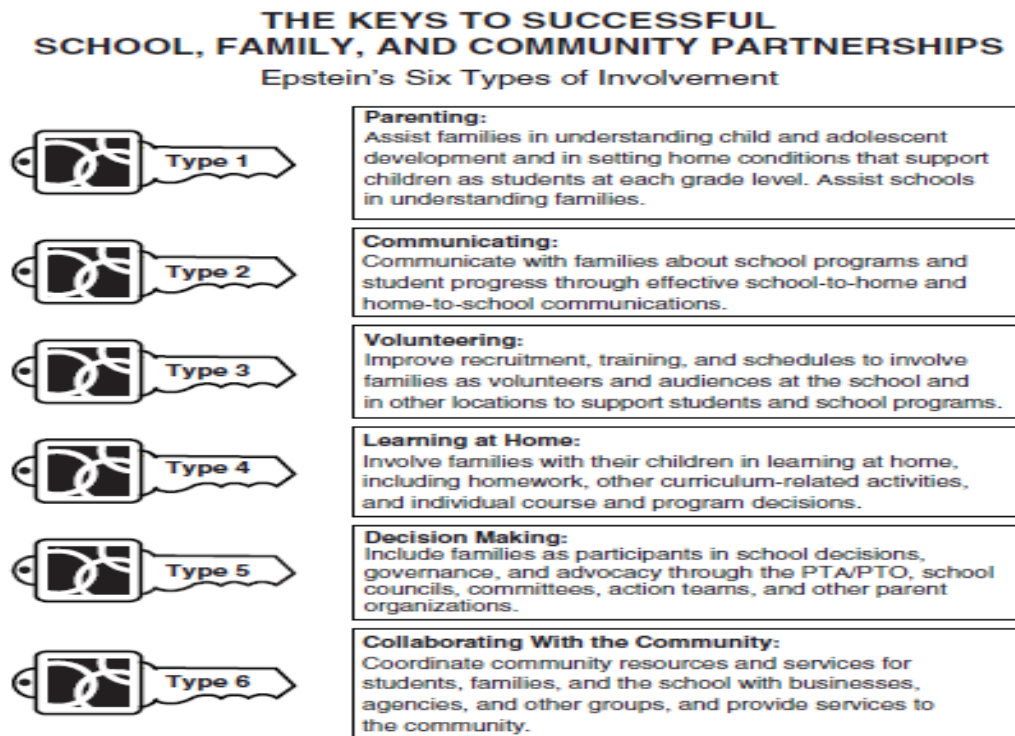 THE KEYS TO SUCCESSFUL
SCHOOL, FAMILY, AND COMMUNITY PARTNERSHIPS
Epstein's Six Types of Involvement
Type 1
Parenting:
Assist families in understanding child and adolescent
development and in setting home conditions that support
children as students at each grade level. Assist schools
in understanding families.
Type 2
Communicating:
Communicate with families about school programs and
student progress through effective school-to-home and
home-to-school communications.
Type 3
Volunteering:
Improve recruitment, training, and schedules to involve
families as volunteers and audiences at the school and
in other locations to support students and school programs.
Type 4
Learning at Home:
Involve families with their children in learning at home,
including homework, other curriculum-related activities,
and individual course and program decisions.
Type 5
Decision Making:
Include families as participants in school decisions,
governance, and advocacy through the PTA/PTO, school
councils, committees, action teams, and other parent
organizations.
Type 6
Collaborating With the Community:
Coordinate community resources and services for
students, families, and the school with businesses,
agencies, and other groups, and provide services to
the community.